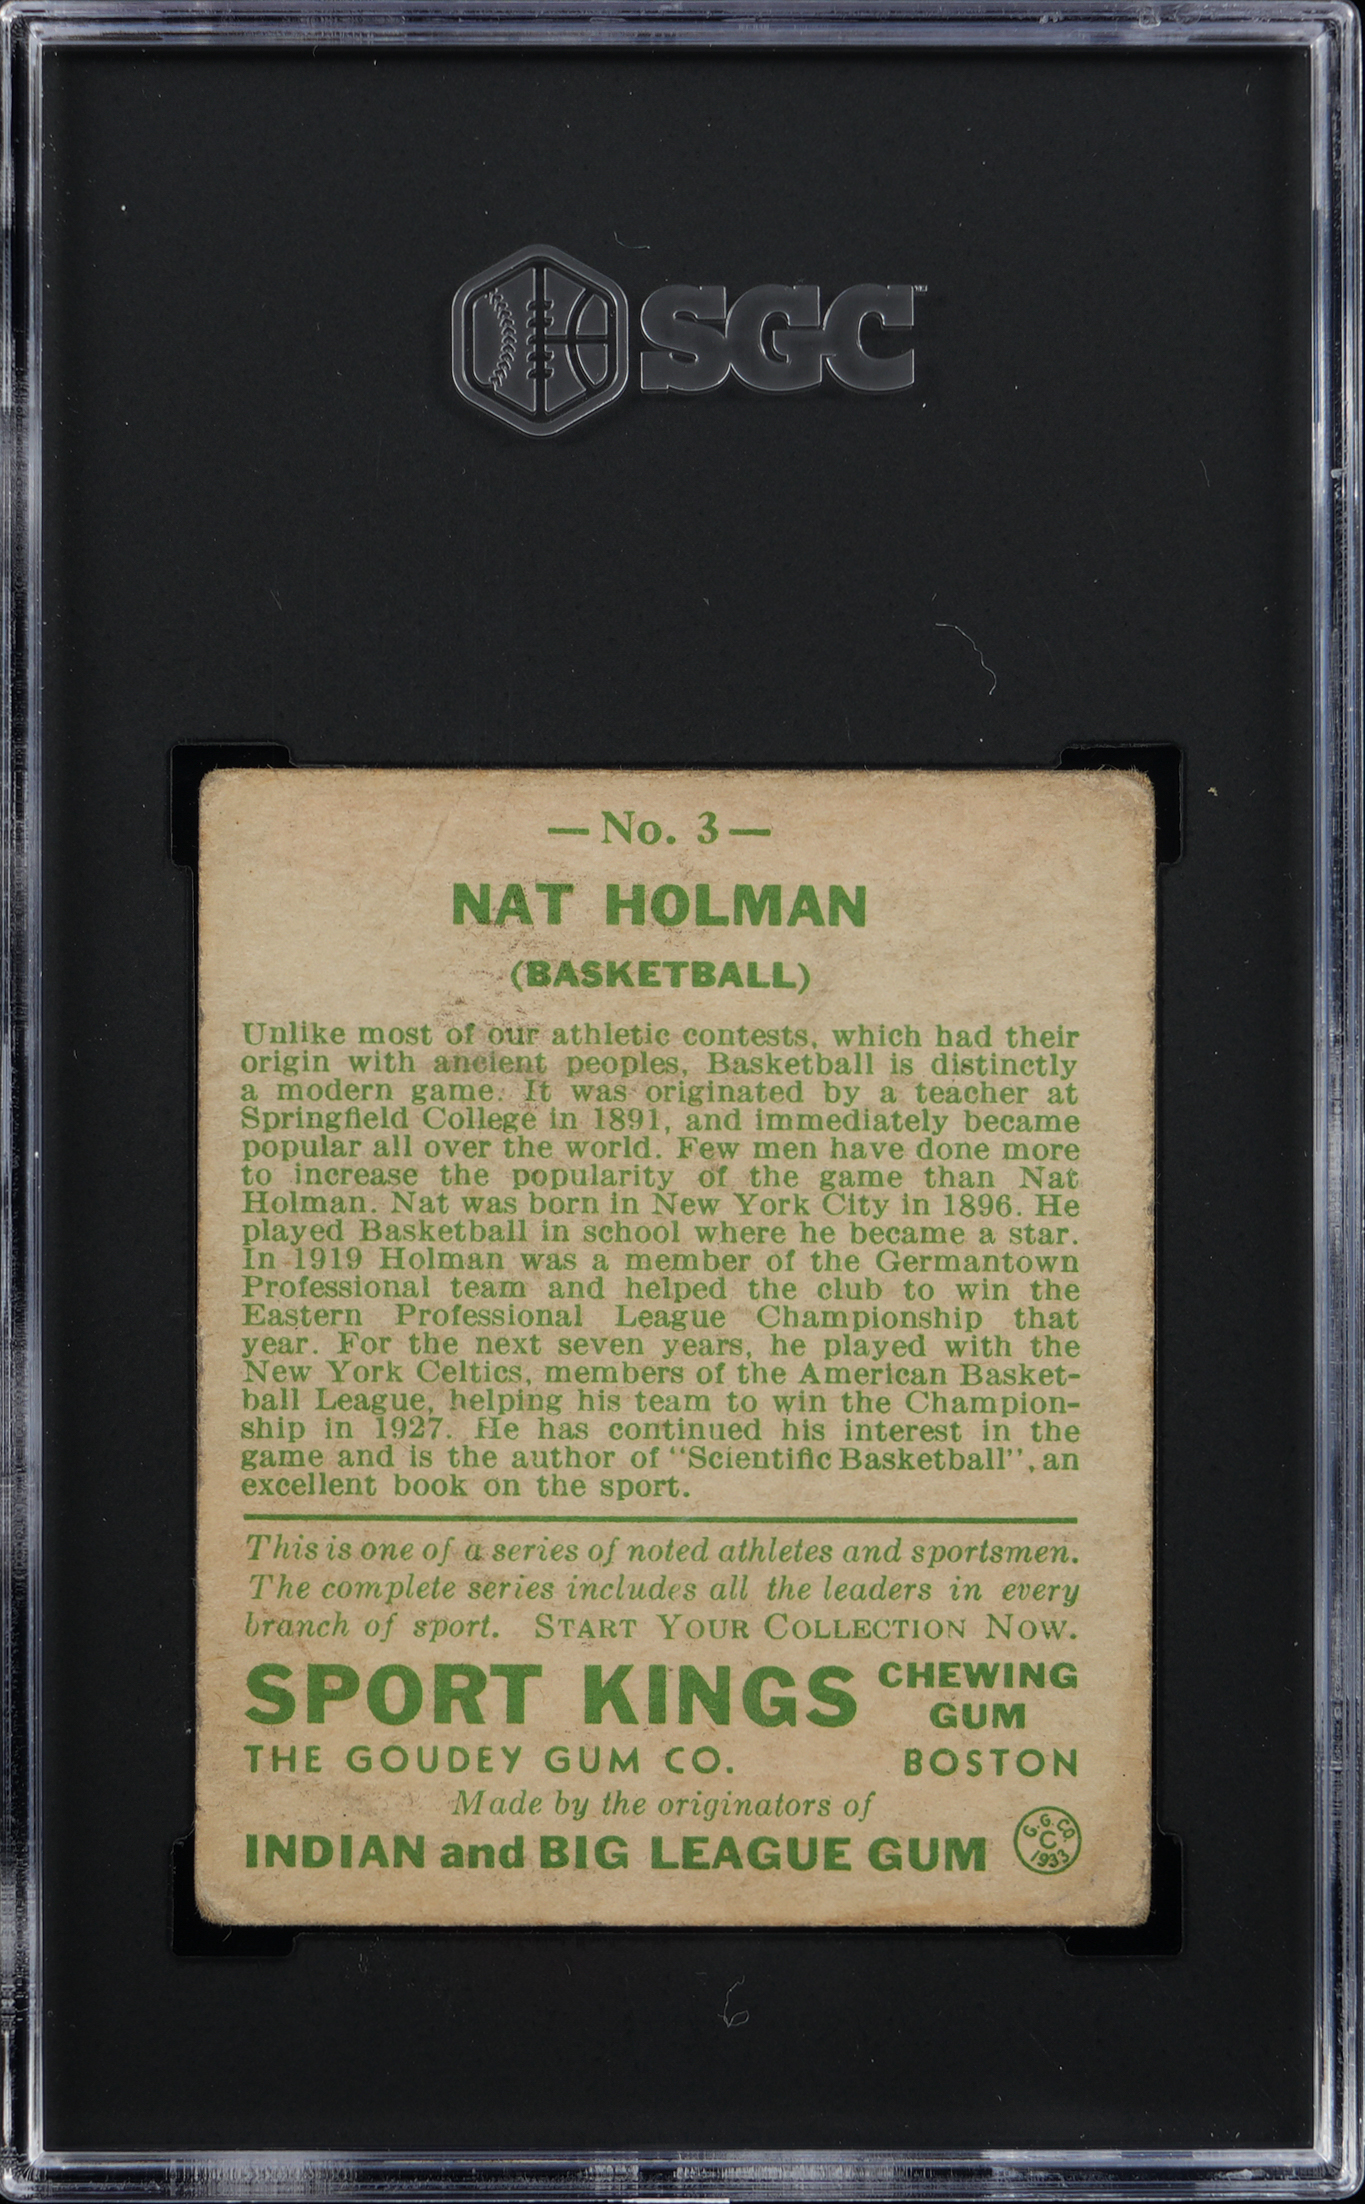 SGC
— No. 3 —
NAT HOLMAN
(BASKETBALL)
Unlike most of our athletic contests, which had their
origin with ancient peoples, Basketball is distinctly
a modern game. It was originated by a teacher at
Springfield College in 1891, and immediately became
popular all over the world. Few men have done more
to increase the popularity of the game than Nat
Holman. Nat was born in New York City in 1896. He
played Basketball in school where he became a star.
In 1919 Holman was a member of the Germantown
Professional team and helped the club to win the
Eastern Professional League Championship that
year. For the next seven years, he played with the
New York Celtics, members of the American Basket-
ball League, helping his team to win the Champion-
ship in 1927. He has continued his interest in the
game and is the author of "Scientific Basketball", an
excellent book on the sport.
This is one of a series of noted athletes and sportsmen.
The complete series includes all the leaders in every
branch of sport. START YOUR COLLECTION NOW.
SPORT KINGS CHEWING GUM
THE GOUDEY GUM CO. BOSTON
Made by the originators of
INDIAN and BIG LEAGUE GUM
G. G. CO.
C
1933